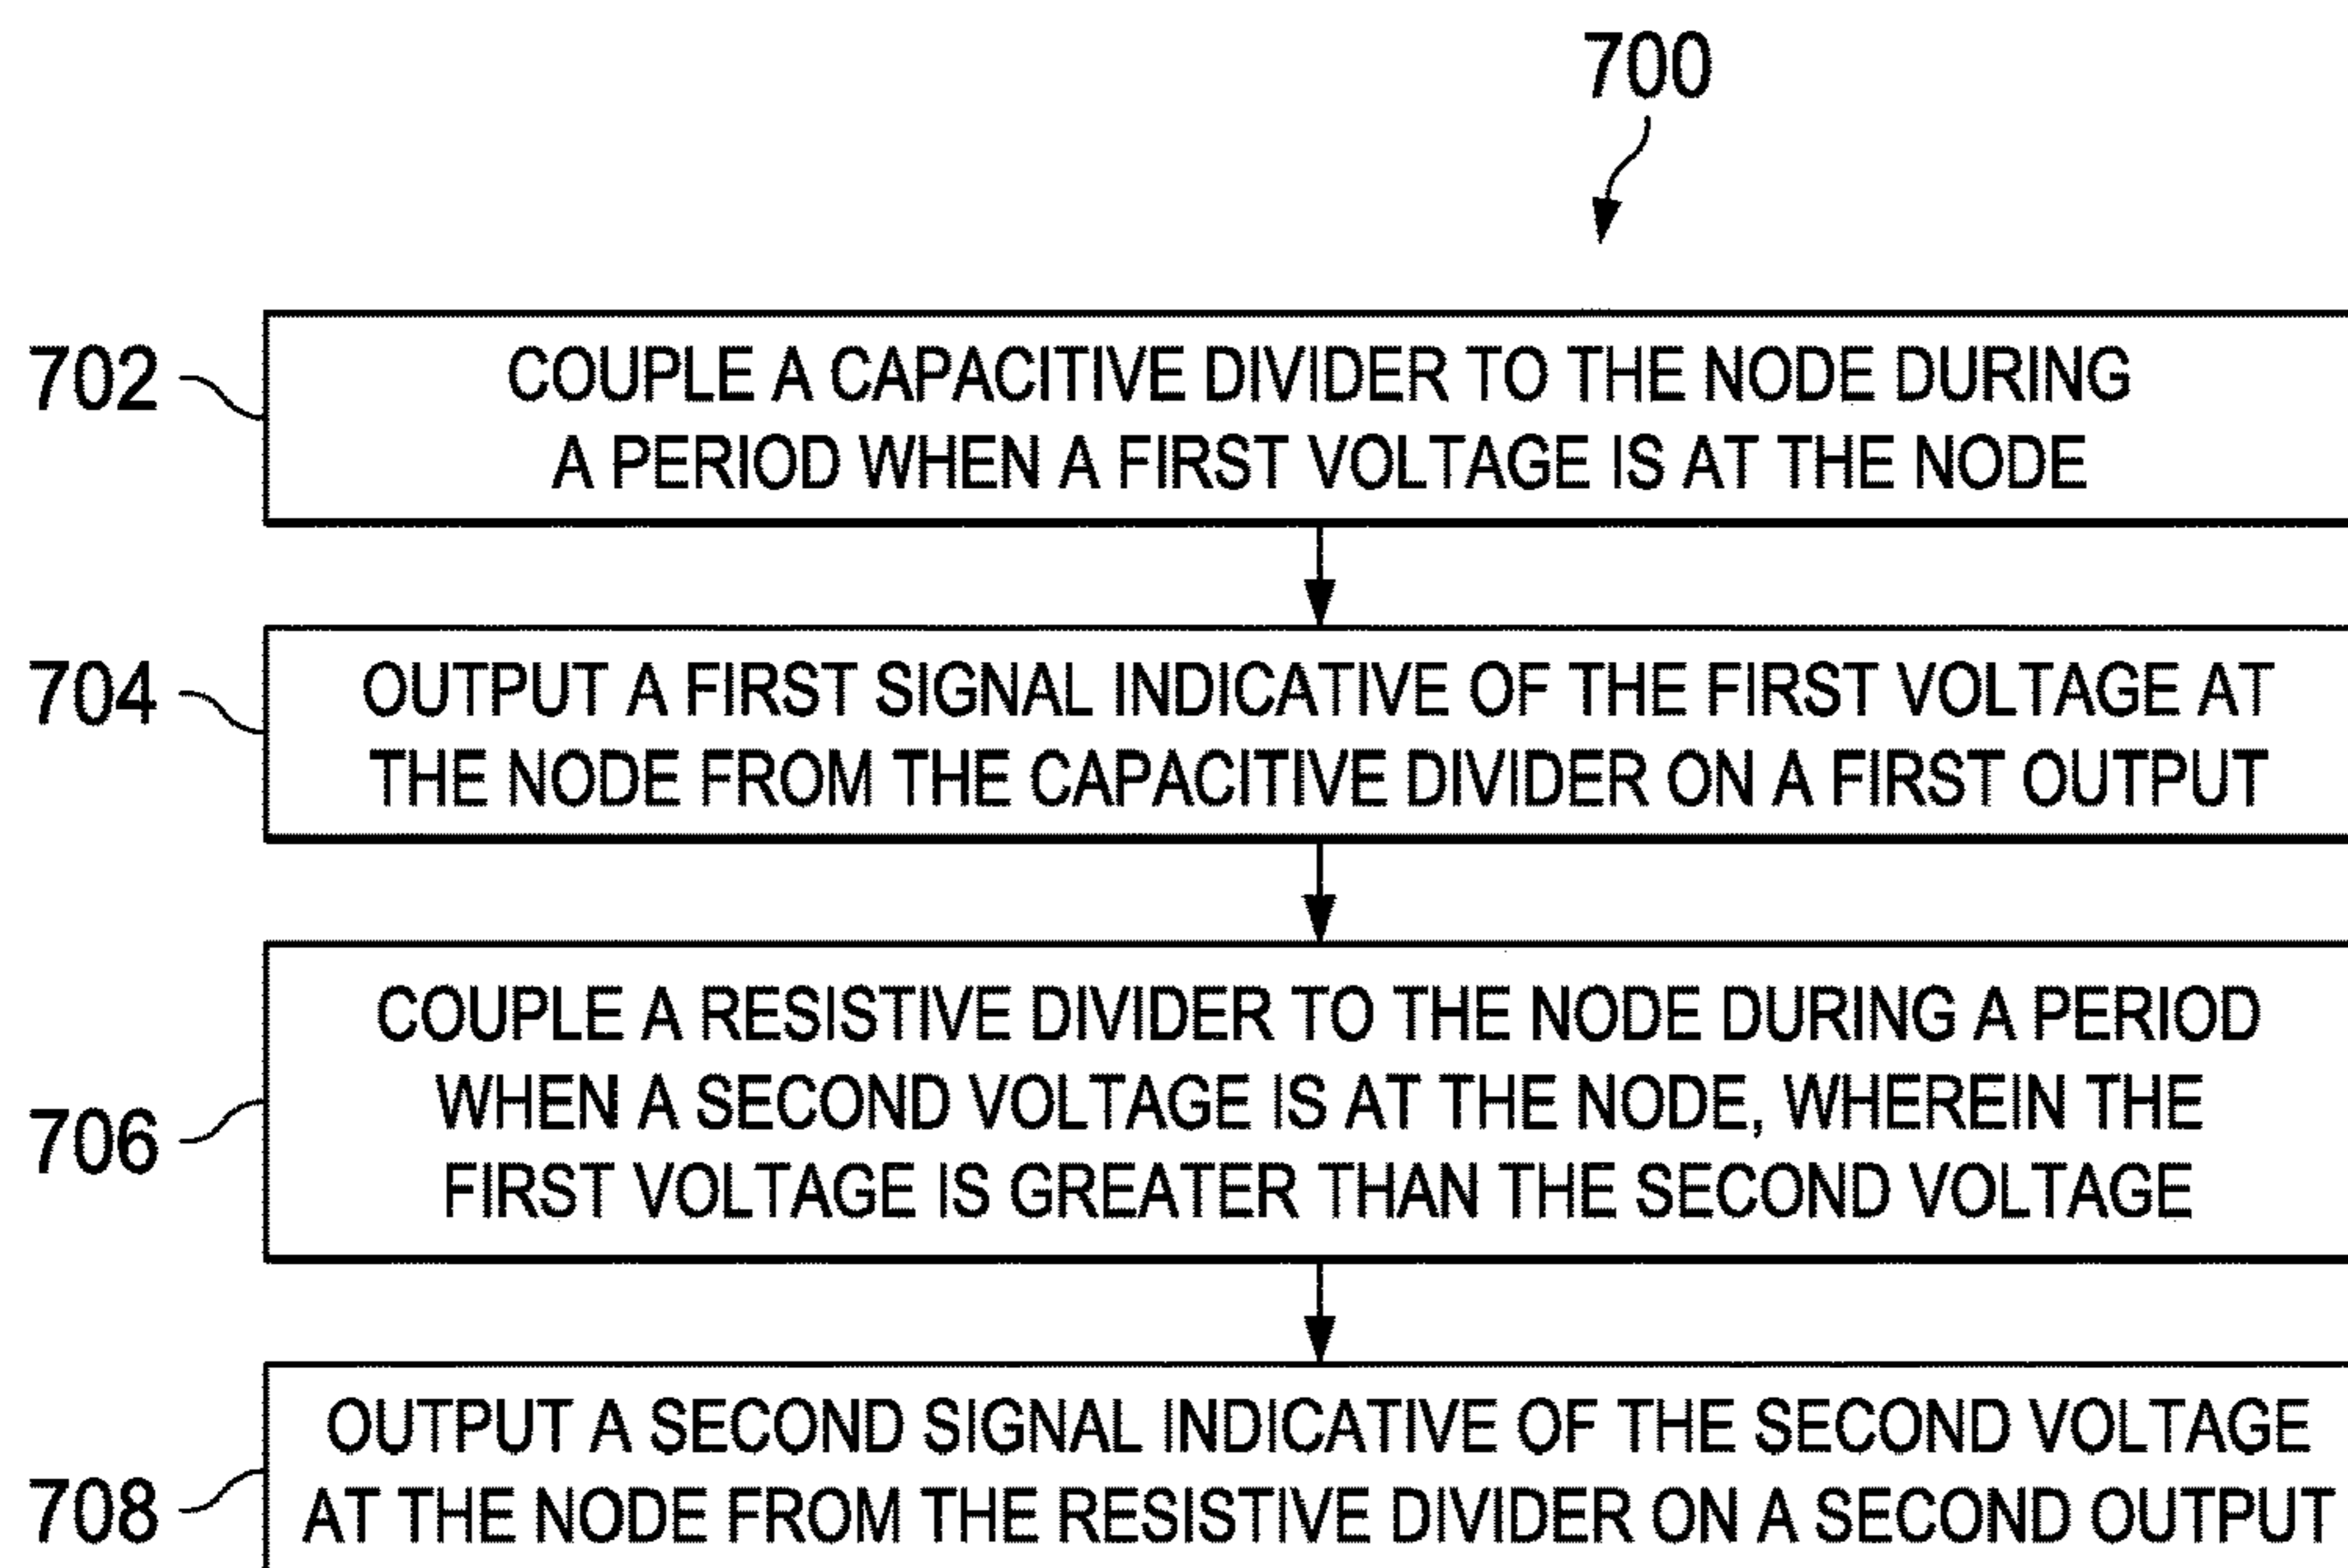 700
702
COUPLE A CAPACITIVE DIVIDER TO THE NODE DURING
A PERIOD WHEN A FIRST VOLTAGE IS AT THE NODE
704
OUTPUT A FIRST SIGNAL INDICATIVE OF THE FIRST VOLTAGE AT
THE NODE FROM THE CAPACITIVE DIVIDER ON A FIRST OUTPUT
706
COUPLE A RESISTIVE DIVIDER TO THE NODE DURING A PERIOD
WHEN A SECOND VOLTAGE IS AT THE NODE, WHEREIN THE
FIRST VOLTAGE IS GREATER THAN THE SECOND VOLTAGE
708
OUTPUT A SECOND SIGNAL INDICATIVE OF THE SECOND VOLTAGE
AT THE NODE FROM THE RESISTIVE DIVIDER ON A SECOND OUTPUT